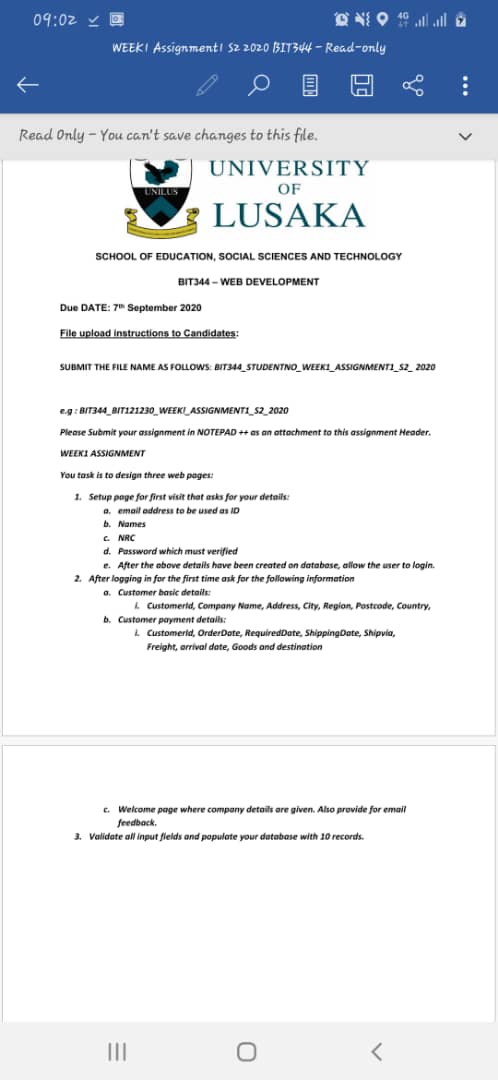 09:02
4G
WEEK1 Assignment1 S2 2020 BIT344 – Read-only
Read Only – You can't save changes to this file.
UNILUS
UNIVERSITY
OF
LUSAKA
SCHOOL OF EDUCATION, SOCIAL SCIENCES AND TECHNOLOGY
BIT344 – WEB DEVELOPMENT
Due DATE: 7th September 2020
File upload instructions to Candidates:
SUBMIT THE FILE NAME AS FOLLOWS: BIT344_STUDENTNO_WEEK1_ASSIGNMENT1_S2_ 2020
e.g : BIT344_BIT121230_WEEK!_ASSIGNMENT1_S2_2020
Please Submit your assignment in NOTEPAD ++ as an attachment to this assignment Header.
WEEK1 ASSIGNMENT
You task is to design three web pages:
1. Setup page for first visit that asks for your details:
a. email address to be used as ID
b. Names
c. NRC
d. Password which must verified
e. After the above details have been created on database, allow the user to login.
2. After logging in for the first time ask for the following information
a. Customer basic details:
i. CustomerId, Company Name, Address, City, Region, Postcode, Country,
b. Customer payment details:
i. CustomerId, OrderDate, RequiredDate, ShippingDate, Shipvia,
Freight, arrival date, Goods and destination
c. Welcome page where company details are given. Also provide for email
feedback.
3. Validate all input fields and populate your database with 10 records.